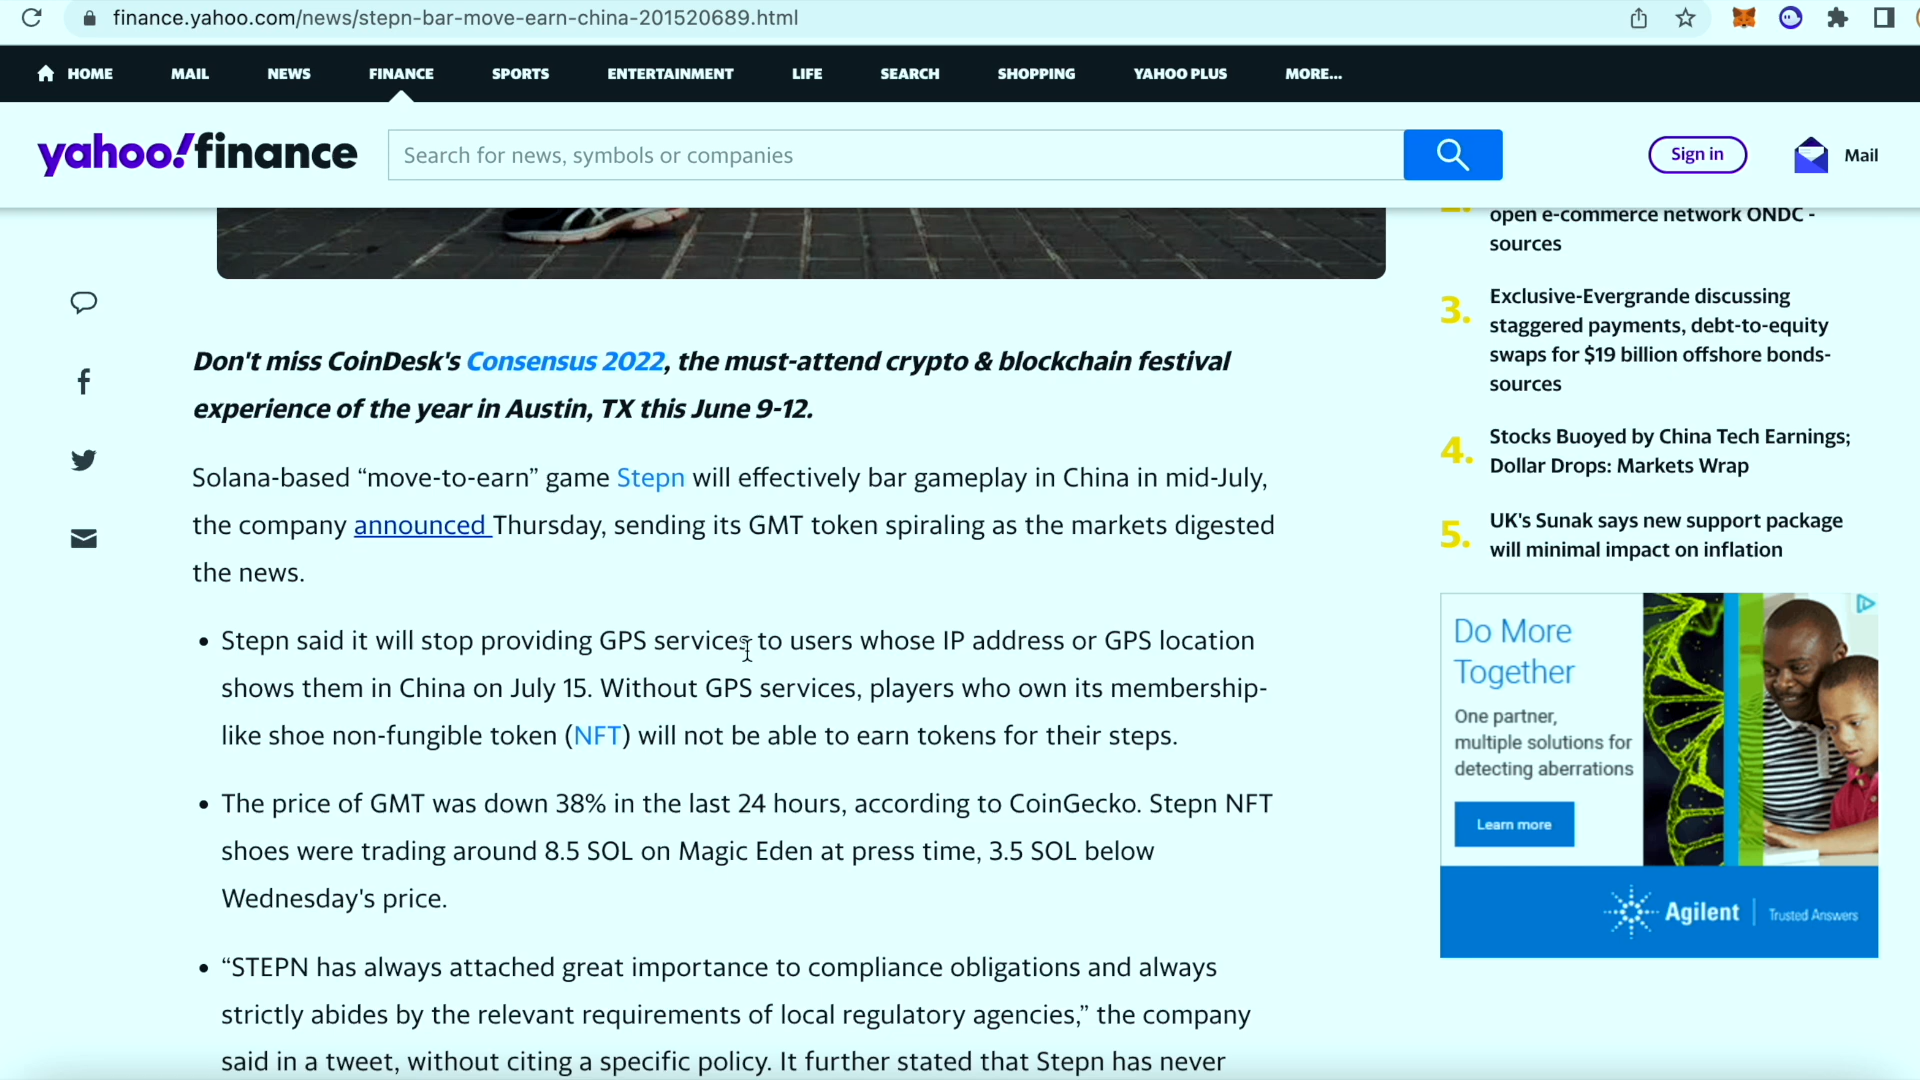 finance.yahoo.com/news/stepn-bar-move-earn-china-201520689.html
HOME MAIL NEWS FINANCE SPORTS ENTERTAINMENT LIFE SEARCH SHOPPING YAHOO PLUS MORE...
yahoo!finance
Search for news, symbols or companies
Sign in
Mail
Don't miss CoinDesk's Consensus 2022, the must-attend crypto & blockchain festival
experience of the year in Austin, TX this June 9-12.
Solana-based “move-to-earn” game Stepn will effectively bar gameplay in China in mid-July,
the company announced Thursday, sending its GMT token spiraling as the markets digested
the news.
• Stepn said it will stop providing GPS services to users whose IP address or GPS location
shows them in China on July 15. Without GPS services, players who own its membership-
like shoe non-fungible token (NFT) will not be able to earn tokens for their steps.
• The price of GMT was down 38% in the last 24 hours, according to CoinGecko. Stepn NFT
shoes were trading around 8.5 SOL on Magic Eden at press time, 3.5 SOL below
Wednesday's price.
• “STEPN has always attached great importance to compliance obligations and always
strictly abides by the relevant requirements of local regulatory agencies,” the company
said in a tweet, without citing a specific policy. It further stated that Stepn has never
2.
open e-commerce network ONDC -
sources
3. Exclusive-Evergrande discussing
staggered payments, debt-to-equity
swaps for $19 billion offshore bonds-
sources
4. Stocks Buoyed by China Tech Earnings;
Dollar Drops: Markets Wrap
5. UK's Sunak says new support package
will minimal impact on inflation
Do More
Together
One partner,
multiple solutions for
detecting aberrations
Learn more
Agilent | Trusted Answers